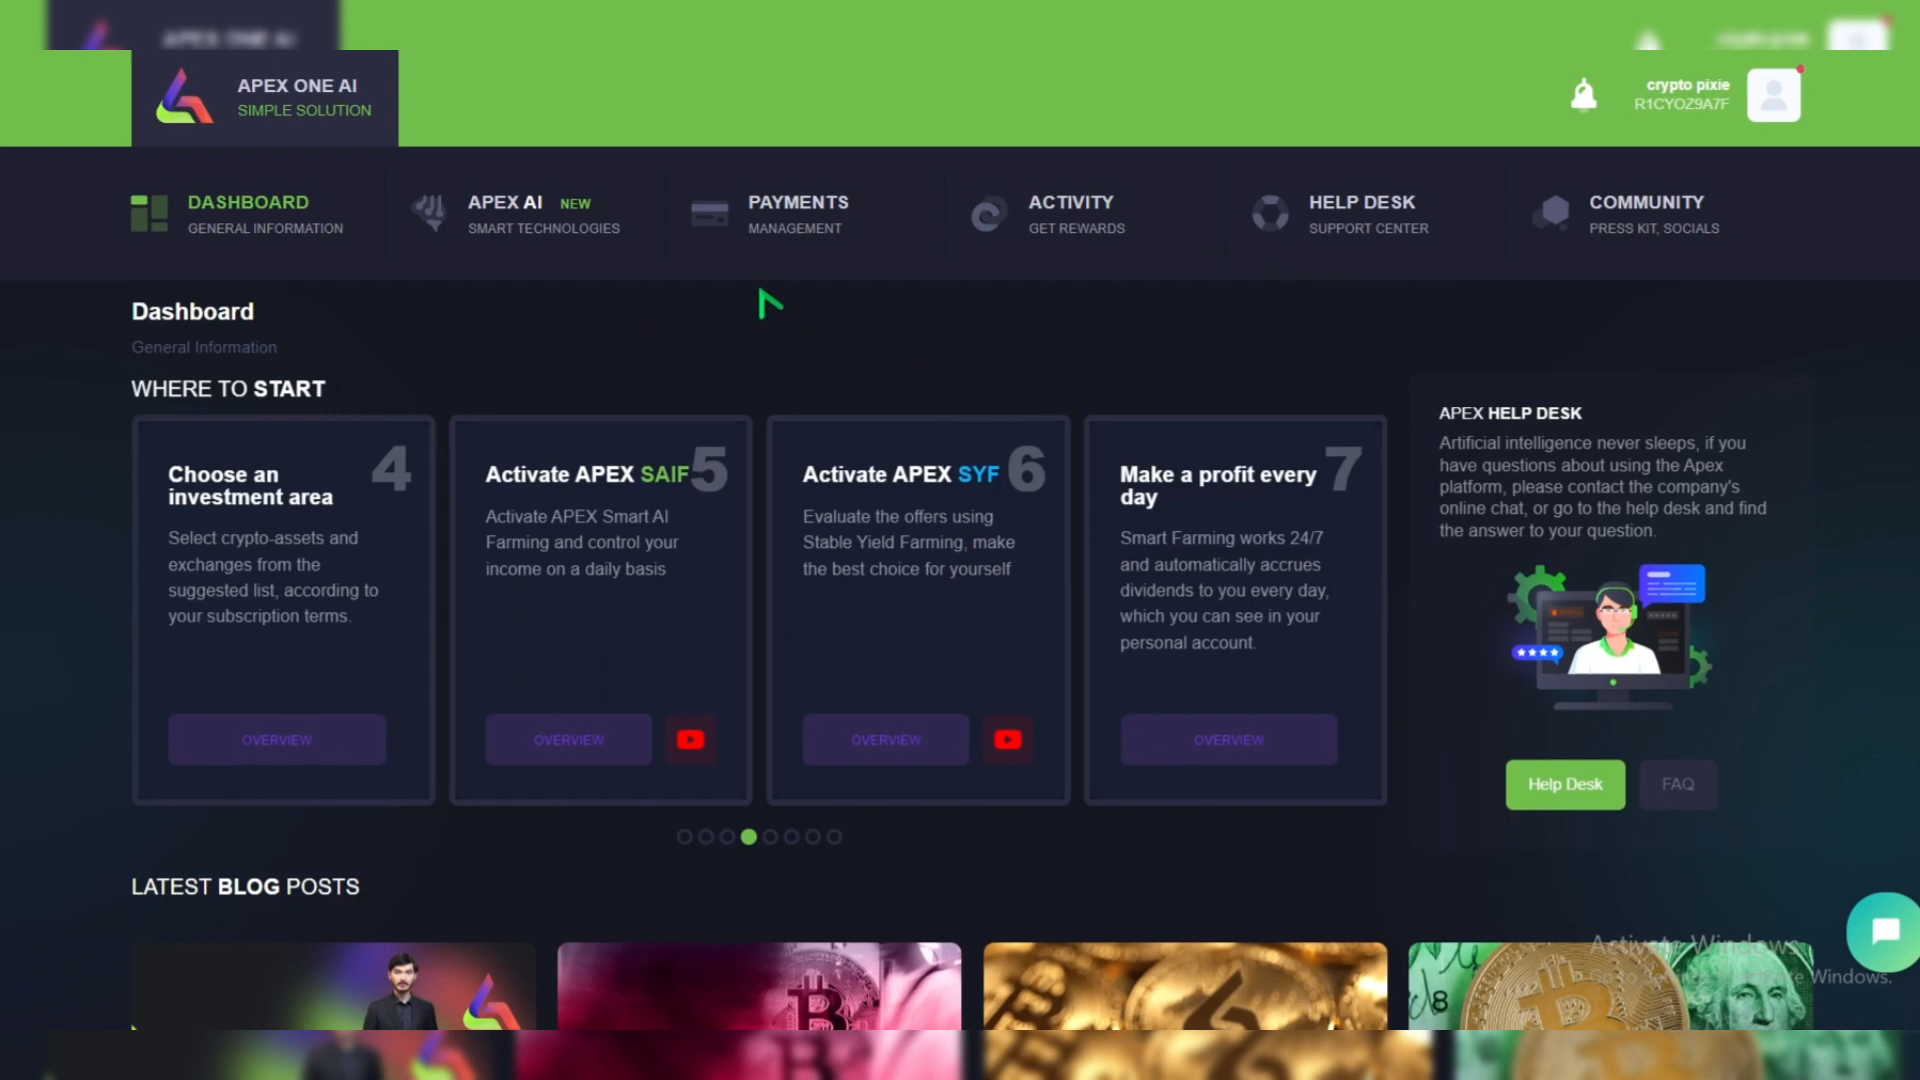 APEX ONE AI
APEX ONE AI
SIMPLE SOLUTION
crypto pixie
R1CYOZ9A7F
DASHBOARD
GENERAL INFORMATION
APEX AI NEW
SMART TECHNOLOGIES
PAYMENTS
MANAGEMENT
ACTIVITY
GET REWARDS
HELP DESK
SUPPORT CENTER
COMMUNITY
PRESS KIT, SOCIALS
Dashboard
General Information
WHERE TO START
4
Choose an
investment area
Select crypto-assets and
exchanges from the
suggested list, according to
your subscription terms.
OVERVIEW
5
Activate APEX SAIF
Activate APEX Smart AI
Farming and control your
income on a daily basis
OVERVIEW
6
Activate APEX SYF
Evaluate the offers using
Stable Yield Farming, make
the best choice for yourself
OVERVIEW
7
Make a profit every
day
Smart Farming works 24/7
and automatically accrues
dividends to you every day,
which you can see in your
personal account.
OVERVIEW
APEX HELP DESK
Artificial intelligence never sleeps, if you
have questions about using the Apex
platform, please contact the company's
online chat, or go to the help desk and find
the answer to your question.
Help Desk
FAQ
LATEST BLOG POSTS
Activate Windows
Go to Windows.